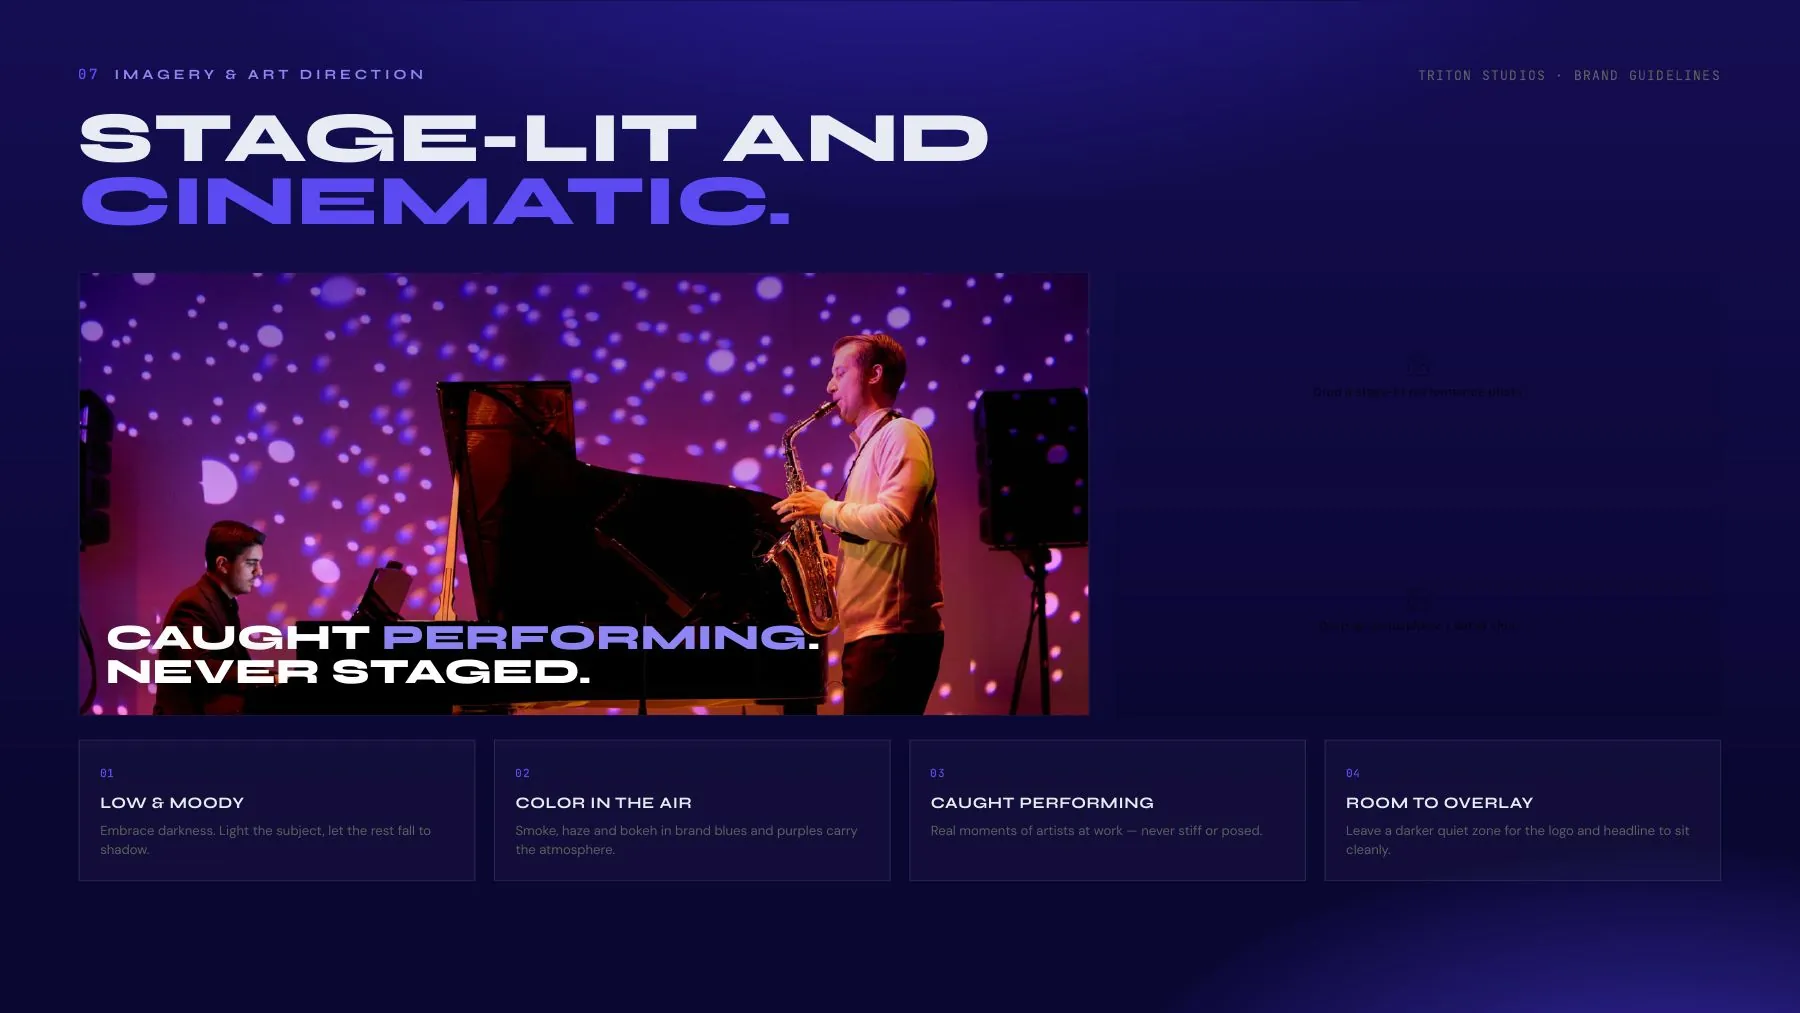 07 IMAGERY & ART DIRECTION
TRITON STUDIOS · BRAND GUIDELINES
STAGE-LIT AND
CINEMATIC.
CAUGHT PERFORMING.
NEVER STAGED.
01
LOW & MOODY
Embrace darkness. Light the subject, let the rest fall to
shadow.
02
COLOR IN THE AIR
Smoke, haze and bokeh in brand blues and purples carry
the atmosphere.
03
CAUGHT PERFORMING
Real moments of artists at work — never stiff or posed.
04
ROOM TO OVERLAY
Leave a darker quiet zone for the logo and headline to sit
cleanly.